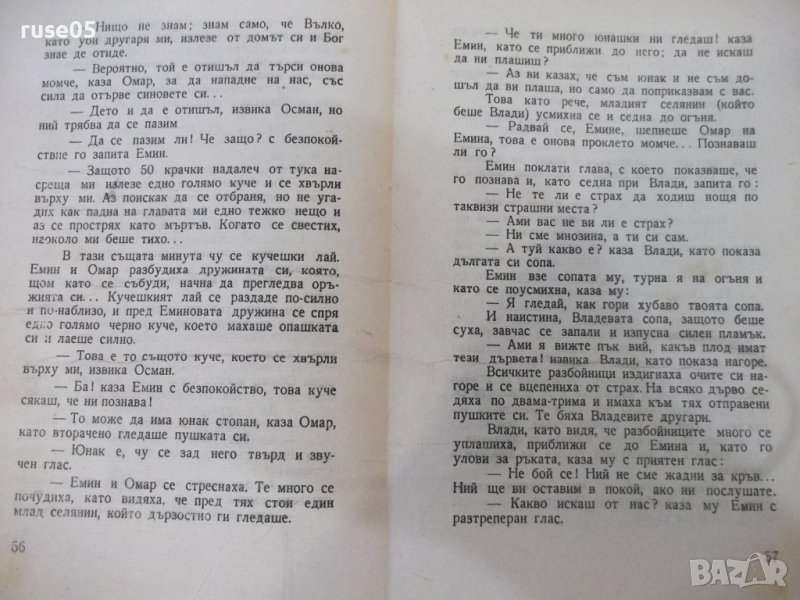 ruse05
— Нищо не знам; знам само, че Вълко,
като уби другаря ми, излезе от домът си и Бог
знае де отиде.
— Вероятно, той е отишъл да търси онова
момче, каза Омар, за да нападне на нас, със
сила да отърве синовете си...
— Дето и да е отишъл, извика Осман, но
ний трябва да се пазим
— Да се пазим ли! Че защо? с безпокой-
ствие го запита Емин.
— Защото 50 крачки надалеч от тука на-
среща ми излезе едно голямо куче и се хвърли
върху ми. Аз поискак да се отбраня, но не уга-
дих как падна на главата ми едно тежко нещо и
аз се прострях като мъртъв. Когато се свестих,
наоколо ми беше тихо...
В тази същата минута чу се кучешки лай.
Емин и Омар разбудиха дружината си, която,
щом като се събуди, начна да прегледва оръ-
жията си... Кучешкият лай се раздаде по-силно
и по-наблизо, и пред Еминовата дружина се спря
едно голямо черно куче, което махаше опашката
си и лаеше силно.
— Това е то същото куче, което се хвърли
върху ми, извика Осман.
— Ба! каза Емин с безпокойство, това куче
сякаш, че ни познава!
— То може да има юнак стопан, каза Омар,
като вторачено гледаше пушката си.
— Юнак е, чу се зад него твърд и зву-
чен глас.
— Емин и Омар се стреснаха. Те много се
почудиха, като видяха, че пред тях стои един
млад селянин, който дързостно ги гледаше.
56
— Че ти много юнашки ни гледаш! каза
Емин, като се приближи до него; да не искаш
да ни плашиш?
— Аз ви казах, че съм юнак и не съм до-
шъл да ви плаша, но само да поприказвам с вас.
Това като рече, младият селянин (който
беше Влади) усмихна се и седна до огъня.
— Радвай се, Емине, шепнеше Омар на
Емина, това е онова проклето момче... Познаваш
ли го?
Емин поклати глава, с което показваше, че
го познава и, като седна при Влади, запита го:
— Не те ли е страх да ходиш нощя по
таквизи страшни места?
— Ами вас не ви ли е страх?
— Ни сме мнозина, а ти си сам.
— А туй какво е? каза Влади, като показа
дългата си сопа.
Емин взе сопата му, турна я на огъня и
като се поусмихна, каза му:
— Я гледай, как гори хубаво твоята сопа.
И наистина, Владевата сопа, защото беше
суха, завчас се запали и изпусна силен пламък.
— Ами я вижте пък вий, какъв плод имат
тези дървета! извика Влади, като показа нагоре.
Всичките разбойници издигнаха очите си на-
горе и се вцепениха от страх. На всяко дърво се-
дяха по двама-трима и имаха към тях отправени
пушките си. Те бяха Владевите другари.
Влади, като видя, че разбойниците много се
уплашиха, приближи се до Емина и, като го
улови за ръката, каза му с приятен глас:
— Не бой се! Ний не сме жадни за кръв...
Ний ще ви оставим в покой, ако ни послушате.
— Какво искаш от нас? каза му Емин с
разтреперан глас.
57
BAZAR
bg